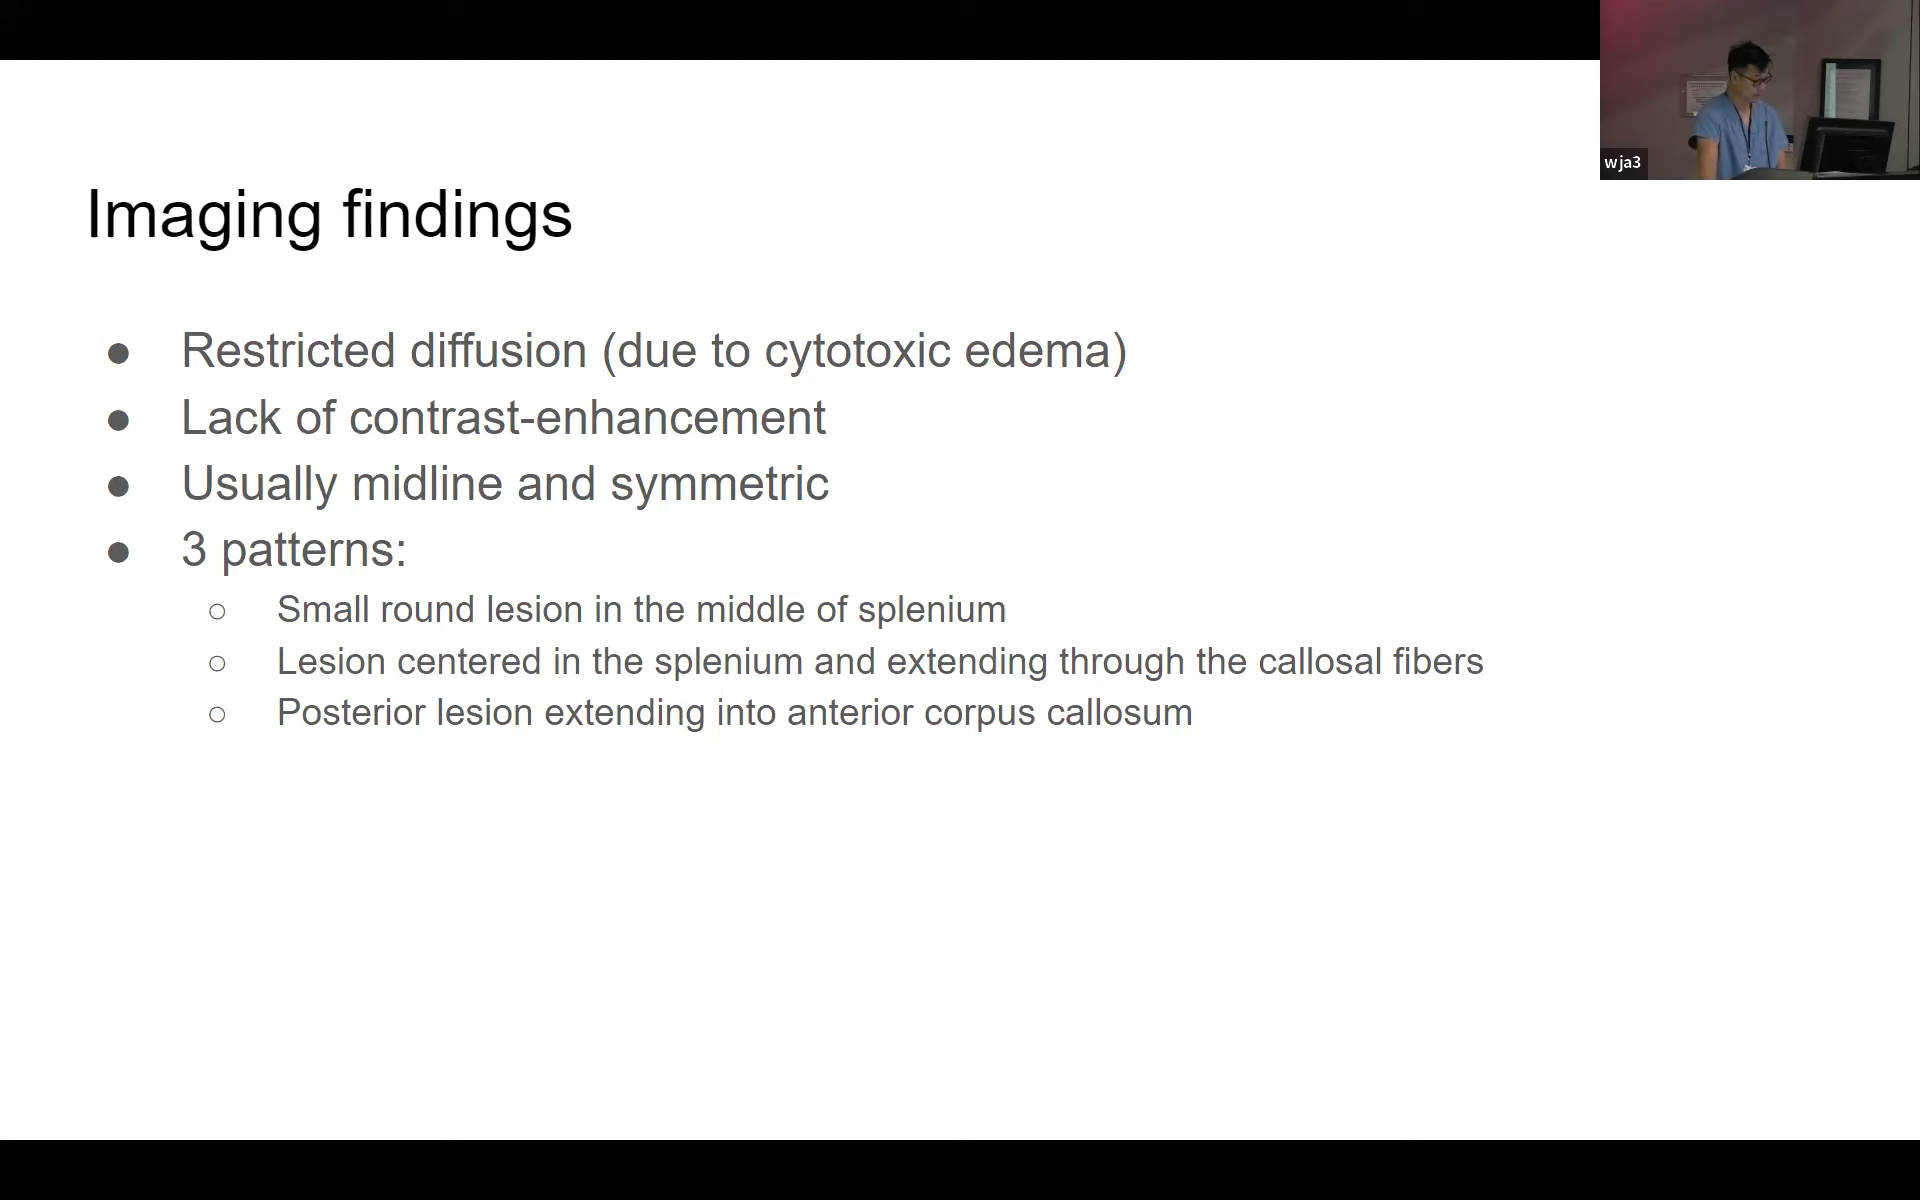 wja3
Imaging findings
● Restricted diffusion (due to cytotoxic edema)
● Lack of contrast-enhancement
● Usually midline and symmetric
● 3 patterns:
○ Small round lesion in the middle of splenium
○ Lesion centered in the splenium and extending through the callosal fibers
○ Posterior lesion extending into anterior corpus callosum